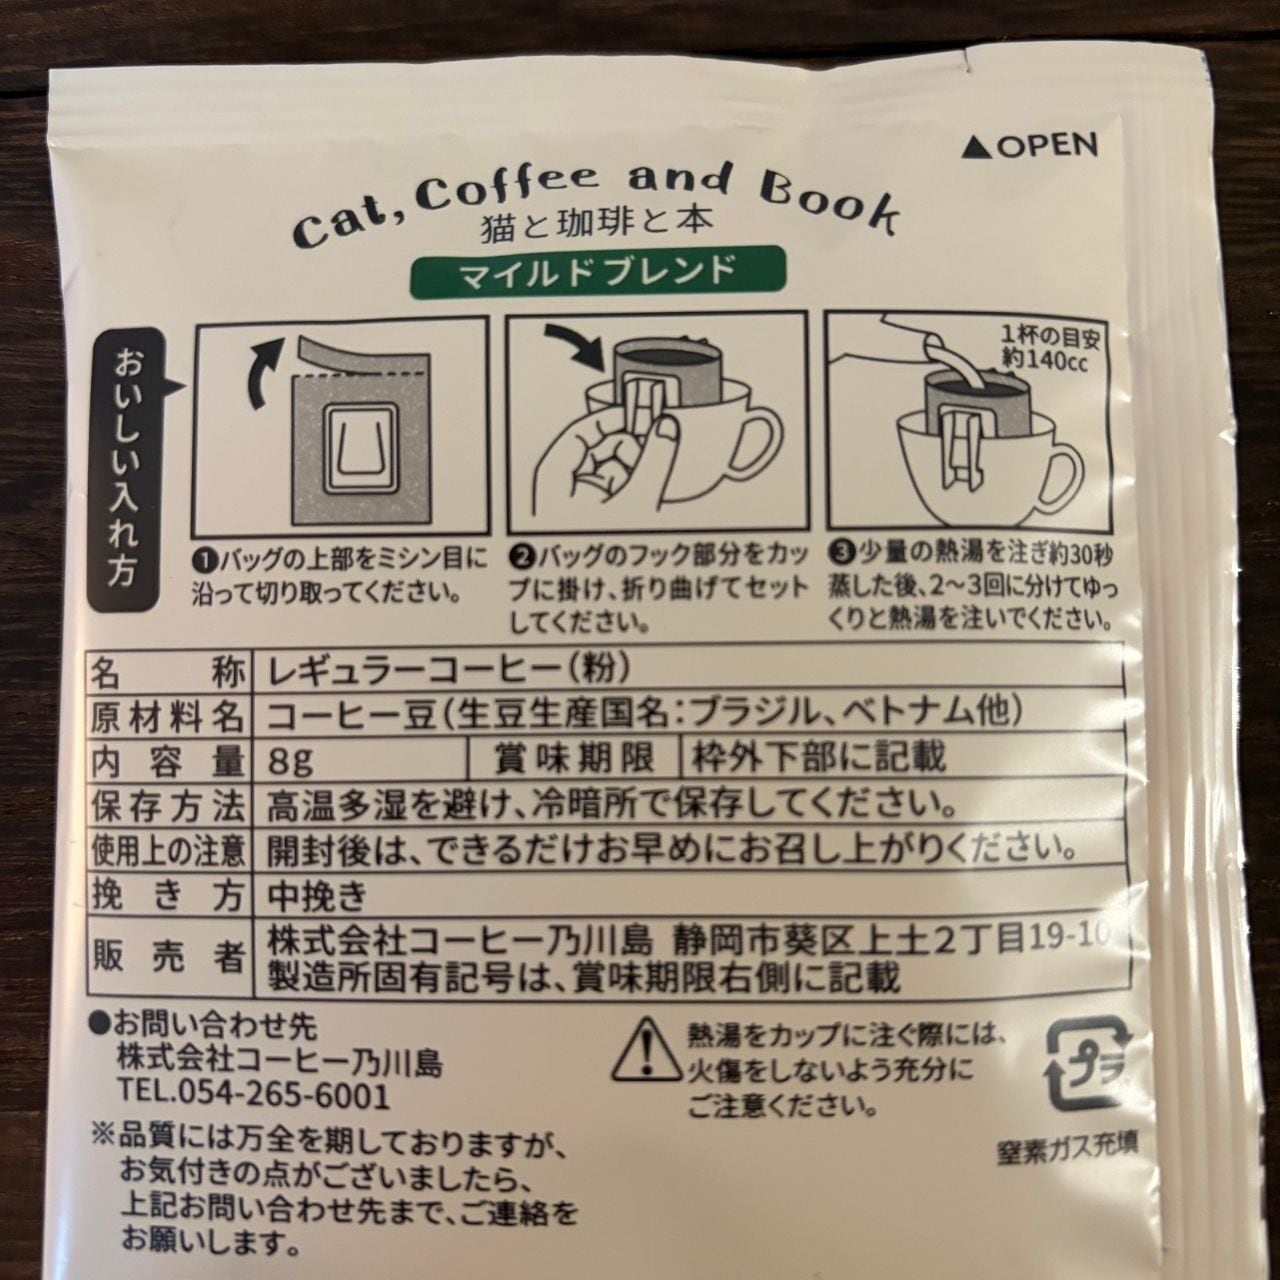 ▲OPEN
Cat, Coffee and Book
猫と珈琲と本
マイルドブレンド
おいしい入れ方
1杯の目安
約140cc
❶バッグの上部をミシン目に
沿って切り取ってください。
❷バッグのフック部分をカッ
プに掛け、折り曲げてセット
してください。
❸少量の熱湯を注ぎ約30秒
蒸した後、2〜3回に分けてゆっ
くりと熱湯を注いでください。
名称 レギュラーコーヒー(粉)
原材料名 コーヒー豆(生豆生産国名:ブラジル、ベトナム他)
内容量 8g 賞味期限 枠外下部に記載
保存方法 高温多湿を避け、冷暗所で保存してください。
使用上の注意 開封後は、できるだけお早めにお召し上がりください。
挽き方 中挽き
販売者 株式会社コーヒー乃川島 静岡市葵区上土2丁目19-10
製造所固有記号は、賞味期限右側に記載
●お問い合わせ先
株式会社コーヒー乃川島
TEL.054-265-6001
※品質には万全を期しておりますが、
お気付きの点がございましたら、
上記お問い合わせ先まで、ご連絡を
お願いします。
熱湯をカップに注ぐ際には、
火傷をしないよう充分に
ご注意ください。
プラ
窒素ガス充填